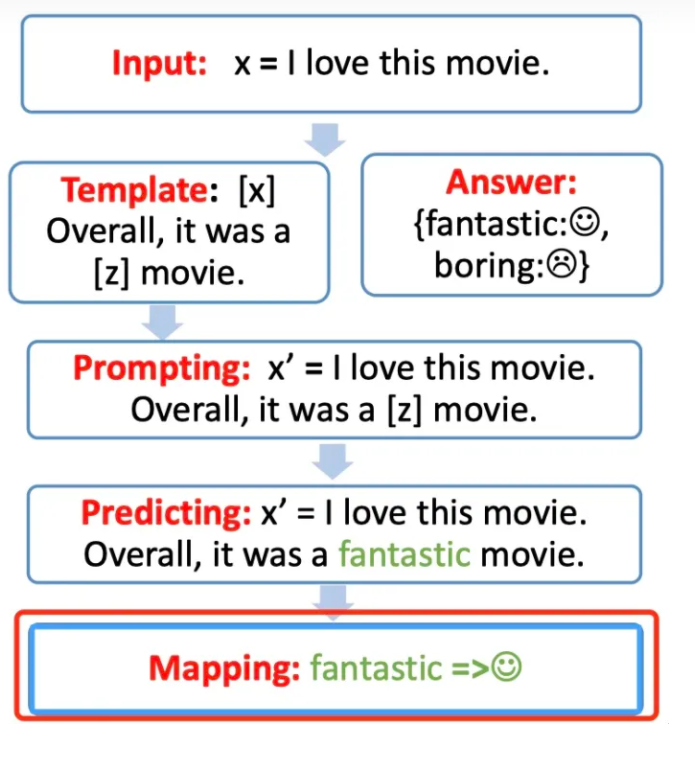 Input: x = I love this movie.
Template: [x]
Overall, it was a
[z] movie.
Answer:
{fantastic:☺,
boring:☹}
Prompting: x′ = I love this movie.
Overall, it was a [z] movie.
Predicting: x′ = I love this movie.
Overall, it was a fantastic movie.
Mapping: fantastic =>☺